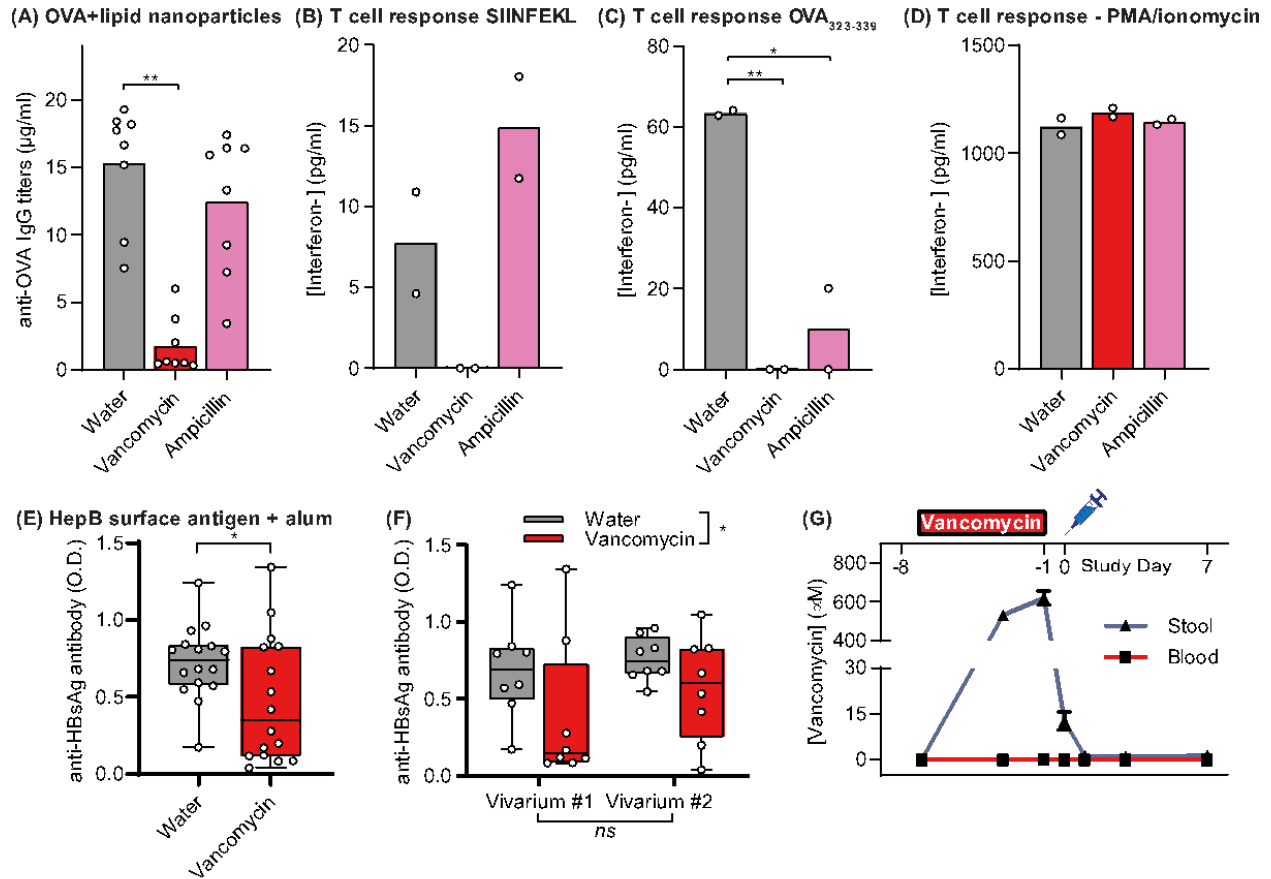 (A) OVA+lipid nanoparticles
anti-OVA IgG titers (µg/ml)
20
15
10
5
0
**
Water
Vancomycin
Ampicillin
(B) T cell response SIINFEKL
[Interferon-] (pg/ml)
20
15
10
5
0
Water
Vancomycin
Ampicillin
(C) T cell response OVA323-339
[Interferon-] (pg/ml)
80
60
40
20
0
*
**
Water
Vancomycin
Ampicillin
(D) T cell response - PMA/ionomycin
[Interferon-] (pg/ml)
1500
1000
500
0
Water
Vancomycin
Ampicillin
(E) HepB surface antigen + alum
anti-HBsAg antibody (O.D.)
1.5
1.0
0.5
0.0
*
Water
Vancomycin
(F)
Water
Vancomycin
*
anti-HBsAg antibody (O.D.)
1.5
1.0
0.5
0.0
Vivarium #1 Vivarium #2
ns
(G)
Vancomycin
-8 -1 0 Study Day 7
[Vancomycin] (∝M)
800
600
400
30
15
0
Stool
Blood